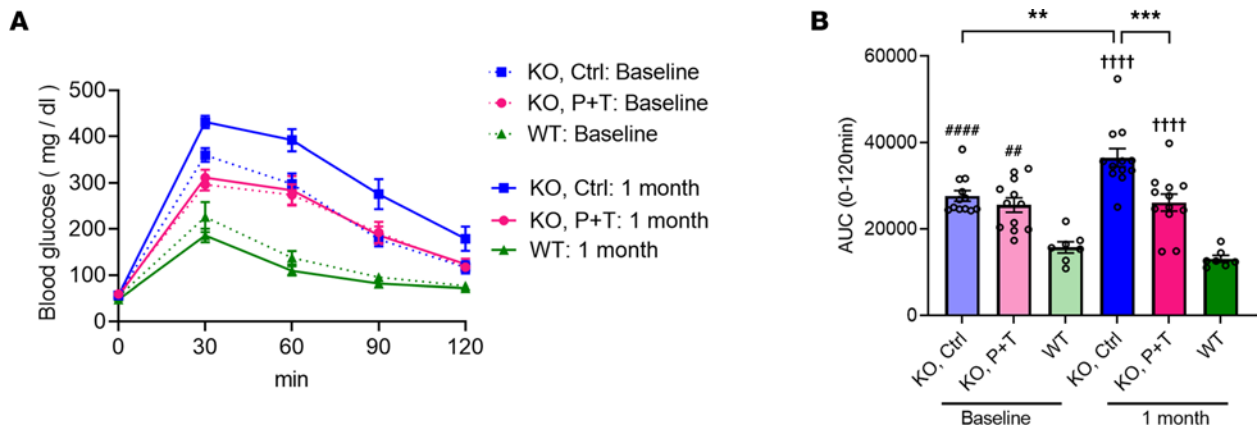 A
Blood glucose ( mg / dl )
500
400
300
200
100
0
0 30 60 90 120
min
KO, Ctrl: Baseline
KO, P+T: Baseline
WT: Baseline
KO, Ctrl: 1 month
KO, P+T: 1 month
WT: 1 month
B
** ***
AUC (0-120min)
60000
40000
20000
0
####
##
††††
††††
KO, Ctrl KO, P+T WT KO, Ctrl KO, P+T WT
Baseline 1 month